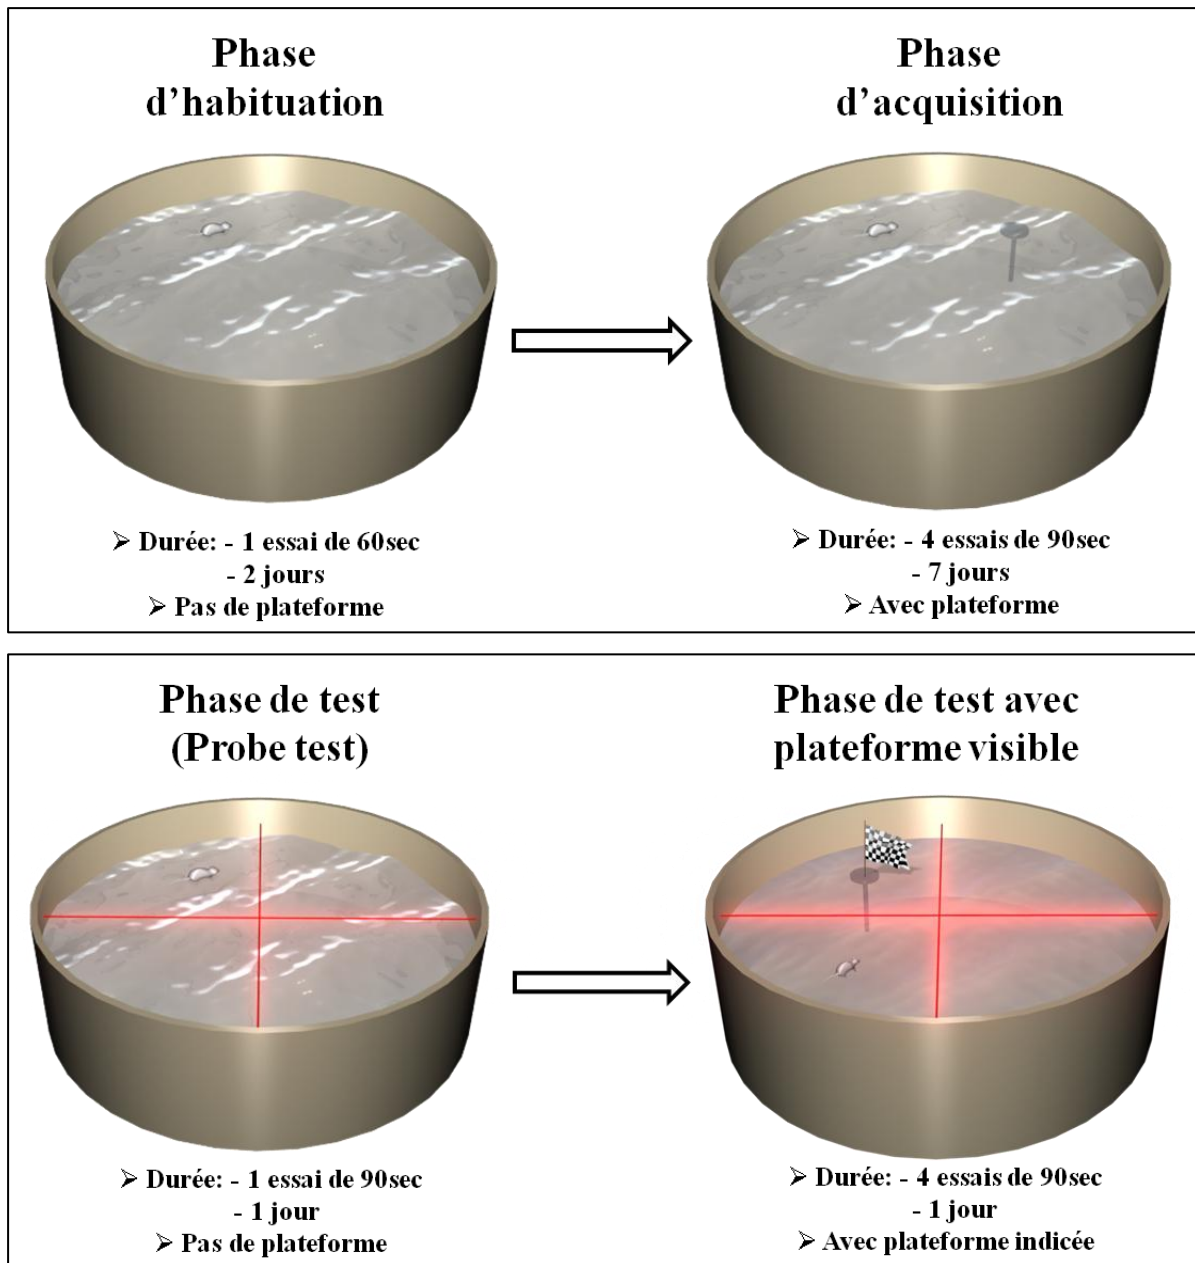 Phase
d’habituation
➢ Durée: - 1 essai de 60sec
- 2 jours
➢ Pas de plateforme
Phase
d’acquisition
➢ Durée: - 4 essais de 90sec
- 7 jours
➢ Avec plateforme
Phase de test
(Probe test)
➢ Durée: - 1 essai de 90sec
- 1 jour
➢ Pas de plateforme
Phase de test avec
plateforme visible
➢ Durée: - 4 essais de 90sec
- 1 jour
➢ Avec plateforme indicée